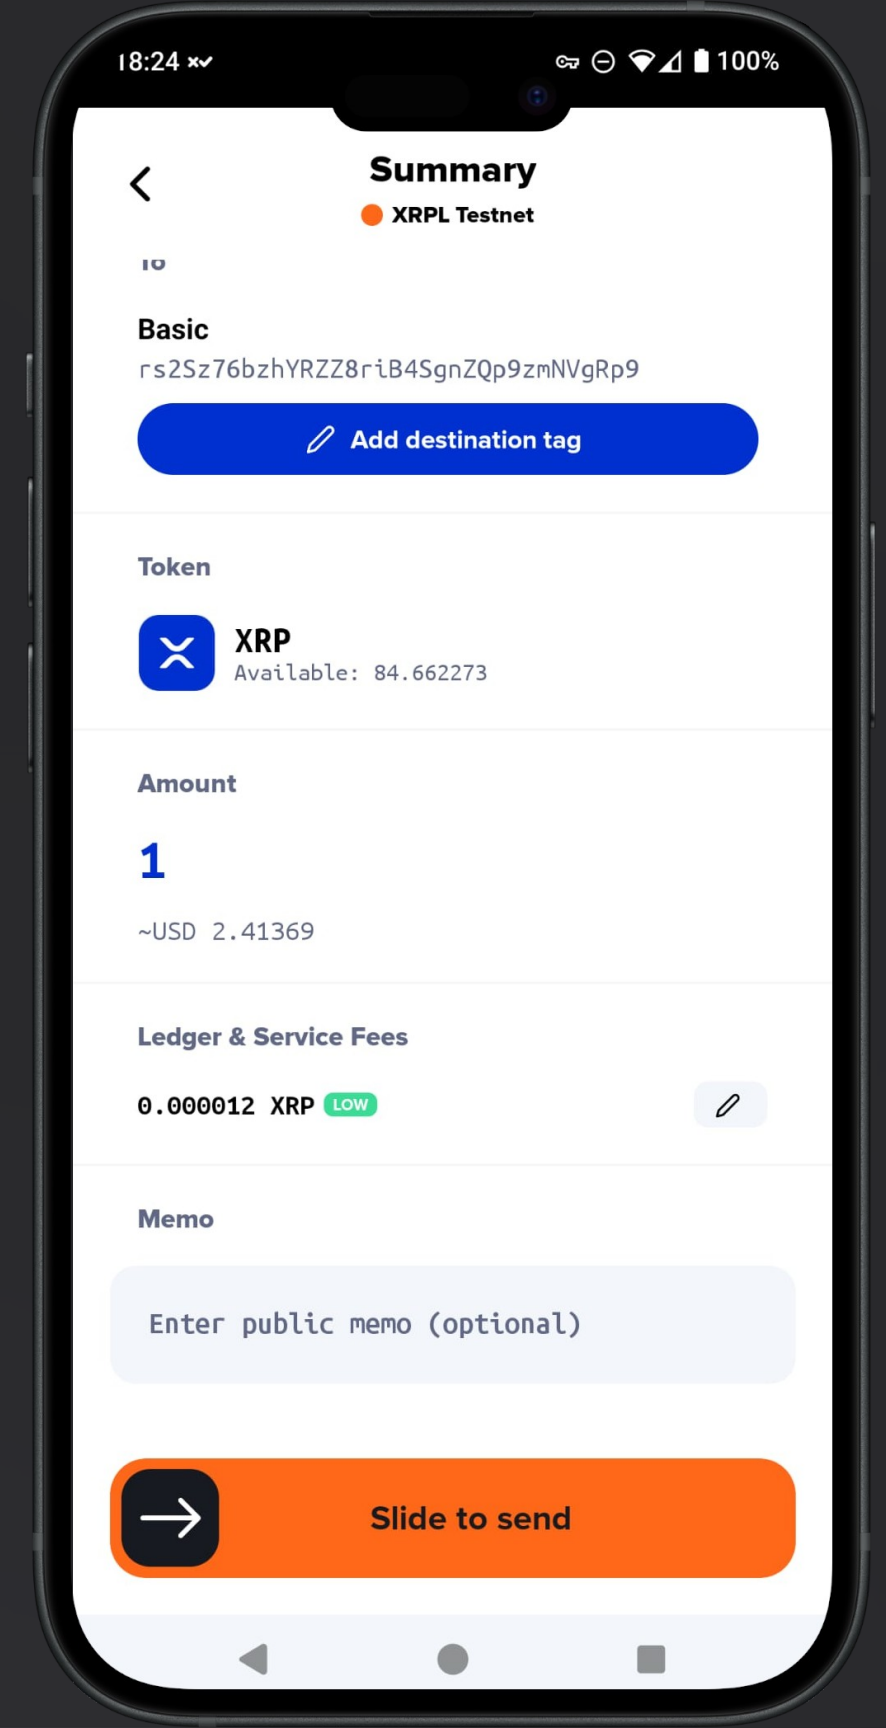 18:24
100%
Summary
XRPL Testnet
To
Basic
rs2Sz76bzhYRZZ8riB4SgnZQp9zmNVgRp9
Add destination tag
Token
XRP
Available: 84.662273
Amount
1
~USD 2.41369
Ledger & Service Fees
0.000012 XRP LOW
Memo
Enter public memo (optional)
Slide to send